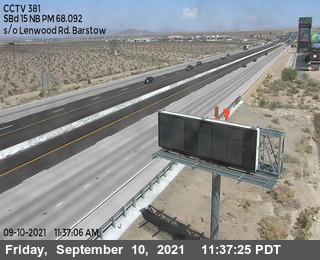 CCTV 381
SBd 15 NB PM 68.092
s/o Lenwood Rd. Barstow
09-10-2021 11:37:06 AM
Friday, September 10, 2021 11:37:25 PDT